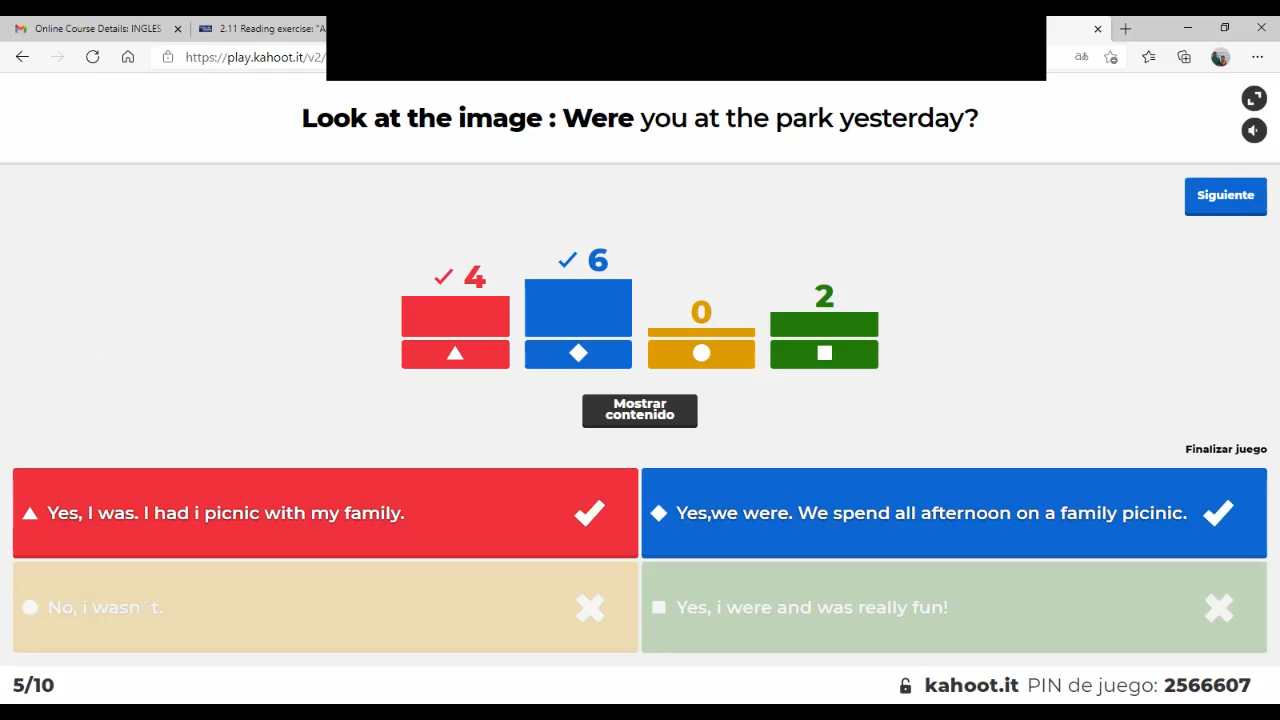 Online Course Details: INGLES
2.11 Reading exercise: "A
https://play.kahoot.it/v2/
Look at the image : Were you at the park yesterday?
Siguiente
4
6
0
2
Mostrar
contenido
Finalizar juego
Yes, I was. I had i picnic with my family.
Yes,we were. We spend all afternoon on a family picinic.
No, i wasn´t.
Yes, i were and was really fun!
5/10
kahoot.it PIN de juego: 2566607